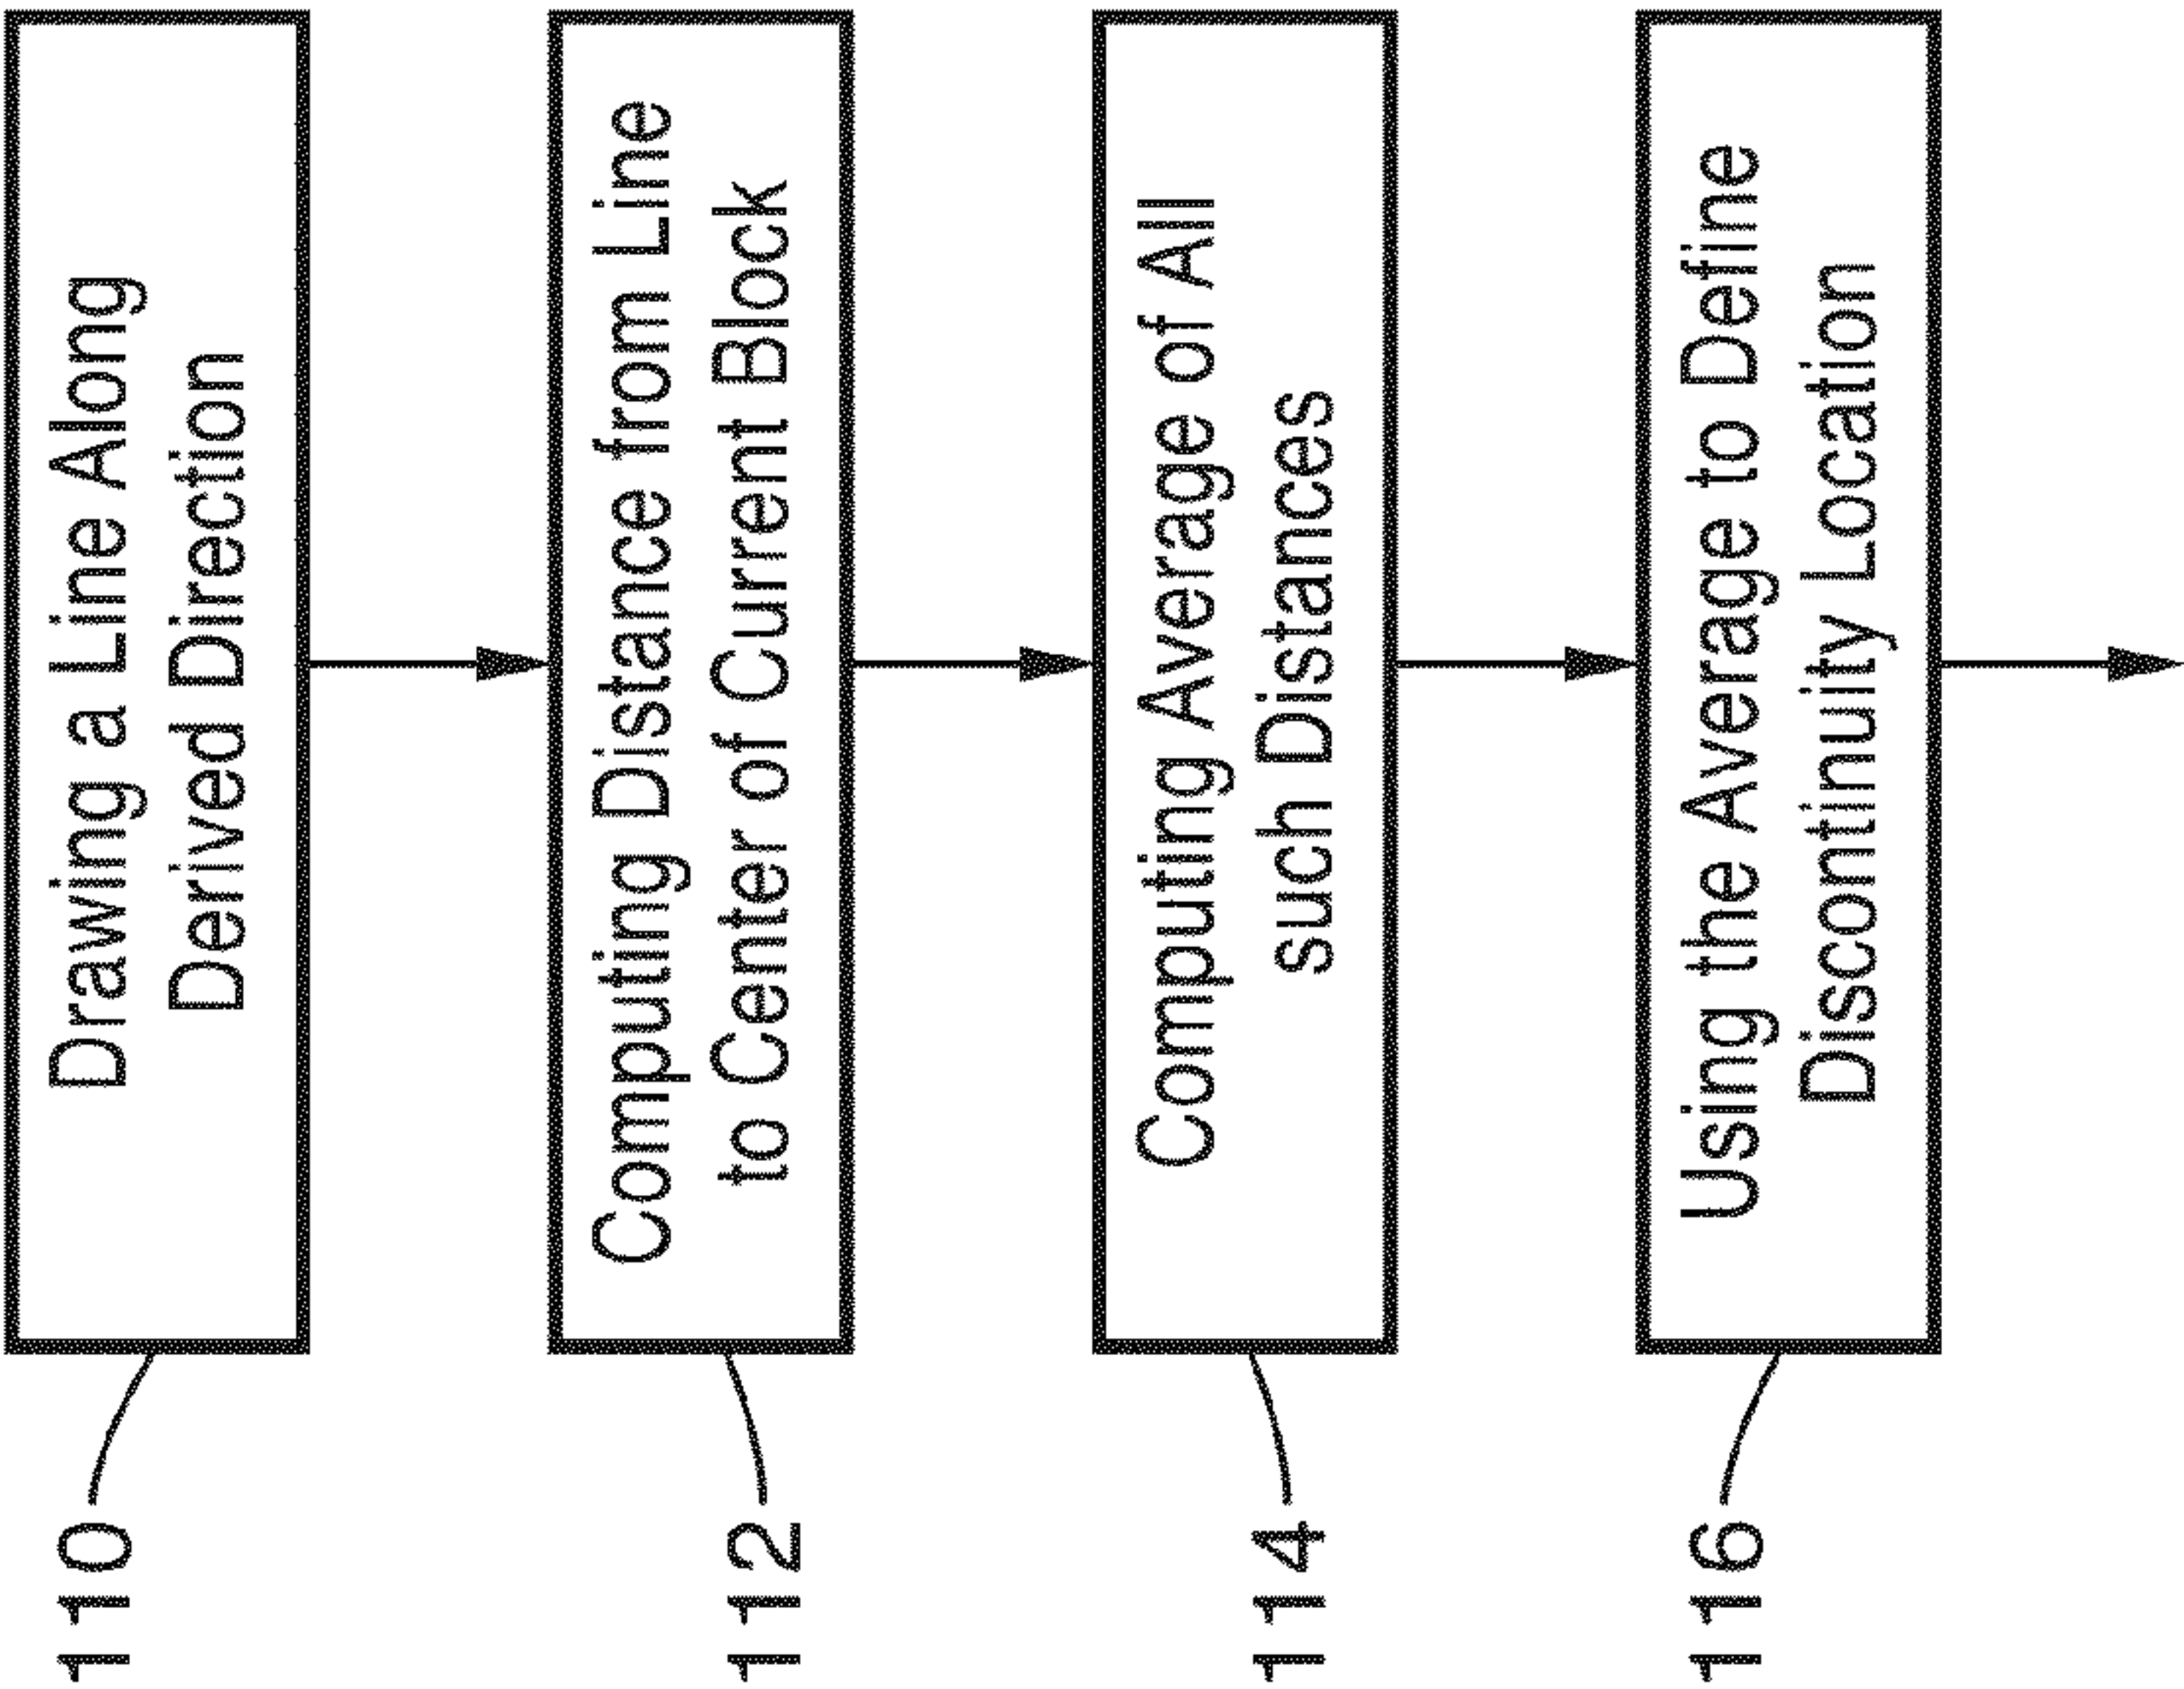 110
Drawing a Line Along
Derived Direction
112
Computing Distance from Line
to Center of Current Block
114
Computing Average of All
such Distances
116
Using the Average to Define
Discontinuity Location